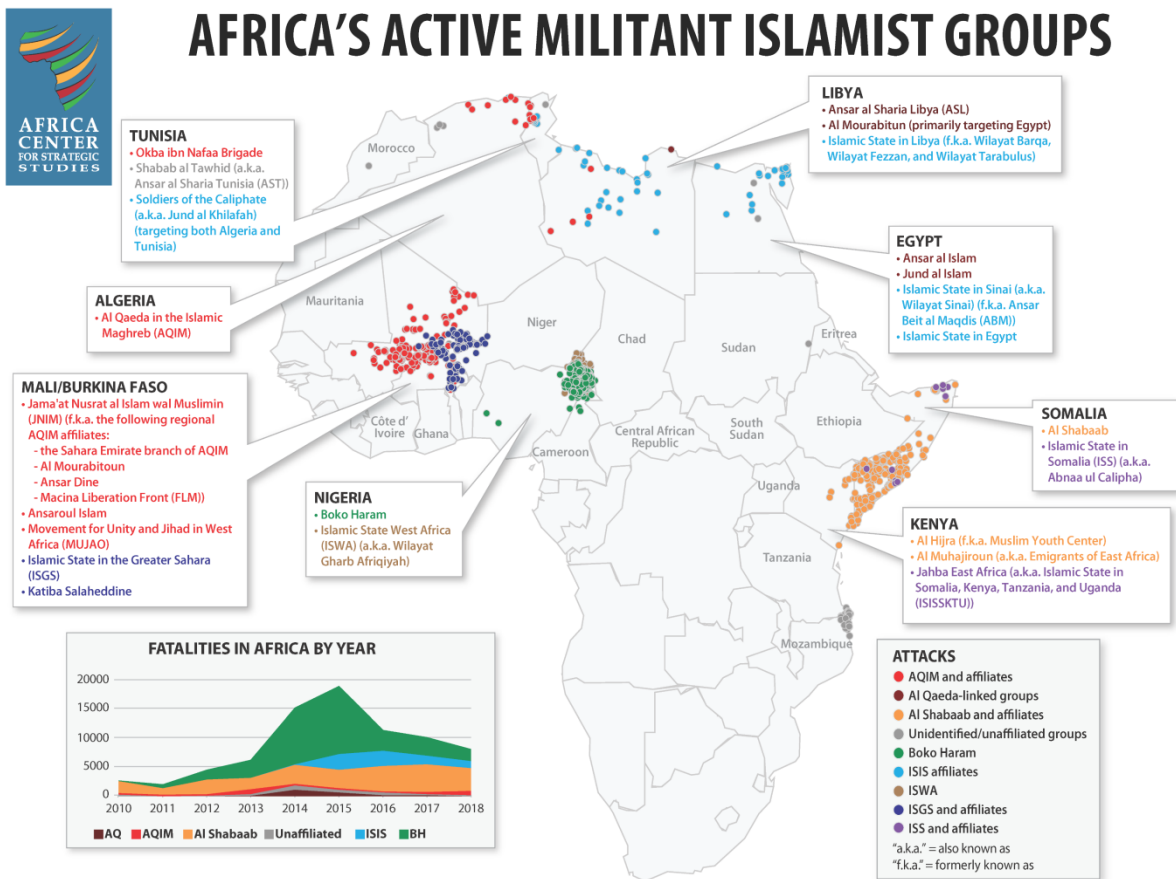 AFRICA'S ACTIVE MILITANT ISLAMIST GROUPS
AFRICA
CENTER
FOR STRATEGIC
STUDIES
TUNISIA
• Okba ibn Nafaa Brigade
• Shabab al Tawhid (a.k.a.
Ansar al Sharia Tunisia (AST))
• Soldiers of the Caliphate
(a.k.a. Jund al Khilafah)
(targeting both Algeria and
Tunisia)
LIBYA
• Ansar al Sharia Libya (ASL)
• Al Mourabitun (primarily targeting Egypt)
• Islamic State in Libya (f.k.a. Wilayat Barqa,
Wilayat Fezzan, and Wilayat Tarabulus)
EGYPT
• Ansar al Islam
• Jund al Islam
• Islamic State in Sinai (a.k.a.
Wilayat Sinai) (f.k.a. Ansar
Beit al Maqdis (ABM))
• Islamic State in Egypt
ALGERIA
• Al Qaeda in the Islamic
Maghreb (AQIM)
MALI/BURKINA FASO
• Jama'at Nusrat al Islam wal Muslimin
(JNIM) (f.k.a. the following regional
AQIM affiliates:
- the Sahara Emirate branch of AQIM
- Al Mourabitoun
- Ansar Dine
- Macina Liberation Front (FLM))
• Ansaroul Islam
• Movement for Unity and Jihad in West
Africa (MUJAO)
• Islamic State in the Greater Sahara
(ISGS)
• Katiba Salaheddine
NIGERIA
• Boko Haram
• Islamic State West Africa
(ISWA) (a.k.a. Wilayat
Gharb Afriqiyah)
SOMALIA
• Al Shabaab
• Islamic State in
Somalia (ISS) (a.k.a.
Abnaa ul Calipha)
KENYA
• Al Hijra (f.k.a. Muslim Youth Center)
• Al Muhajiroun (a.k.a. Emigrants of East Africa)
• Jahba East Africa (a.k.a. Islamic State in
Somalia, Kenya, Tanzania, and Uganda
(ISISSKTU))
Morocco
Mauritania
Niger
Chad
Sudan
Eritrea
Côte d'
Ivoire
Ghana
Cameroon
Central African
Republic
South
Sudan
Ethiopia
Uganda
Tanzania
Mozambique
FATALITIES IN AFRICA BY YEAR
20000
15000
10000
5000
0
2010 2011 2012 2013 2014 2015 2016 2017 2018
AQ AQIM Al Shabaab Unaffiliated ISIS BH
ATTACKS
AQIM and affiliates
Al Qaeda-linked groups
Al Shabaab and affiliates
Unidentified/unaffiliated groups
Boko Haram
ISIS affiliates
ISWA
ISGS and affiliates
ISS and affiliates
"a.k.a." = also known as
"f.k.a." = formerly known as